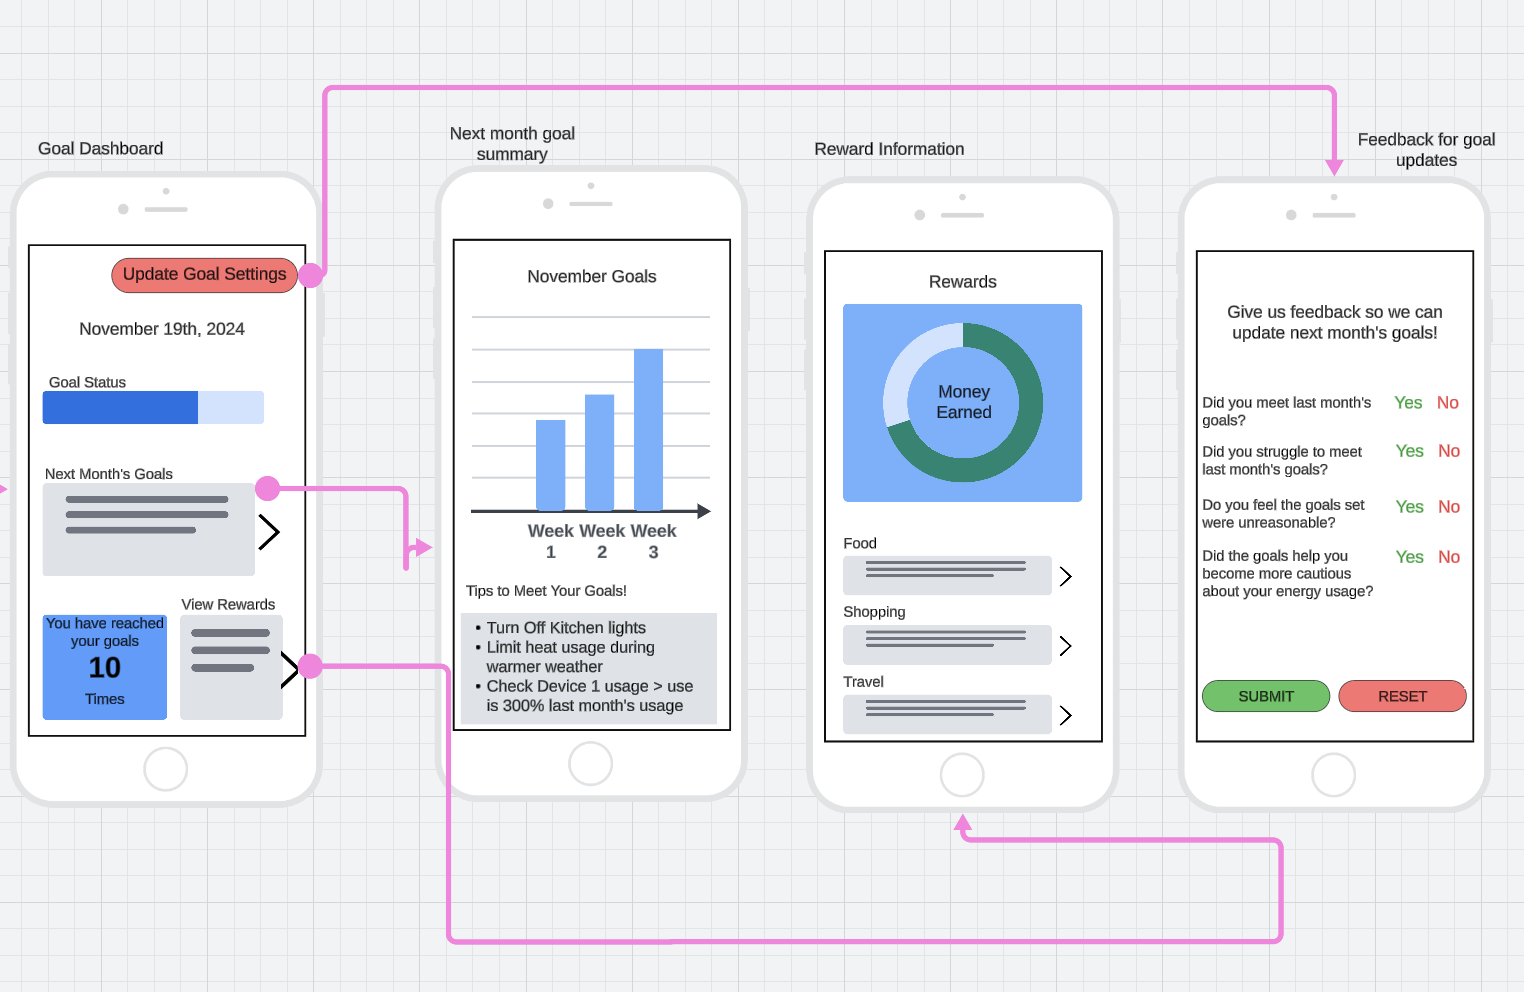 Goal Dashboard
Update Goal Settings
November 19th, 2024
Goal Status
Next Month's Goals
You have reached
your goals
10
Times
View Rewards
Next month goal
summary
November Goals
Week Week Week
1 2 3
Tips to Meet Your Goals!
• Turn Off Kitchen lights
• Limit heat usage during
warmer weather
• Check Device 1 usage > use
is 300% last month's usage
Reward Information
Rewards
Money
Earned
Food
Shopping
Travel
Feedback for goal
updates
Give us feedback so we can
update next month's goals!
Did you meet last month's Yes No
goals?
Did you struggle to meet Yes No
last month's goals?
Do you feel the goals set Yes No
were unreasonable?
Did the goals help you Yes No
become more cautious
about your energy usage?
SUBMIT RESET